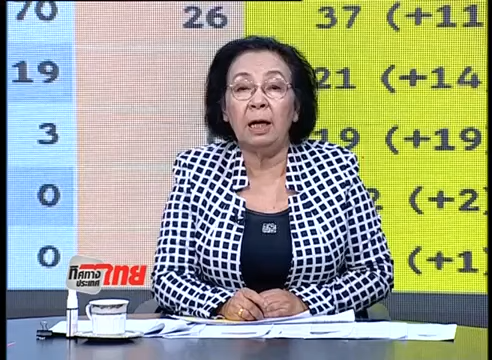 70 26 37 (+11
19 21 (+14
3 19 (+19)
0 2 (+2)
0 (+1)
ทิศทาง
ประเทศ ไทย